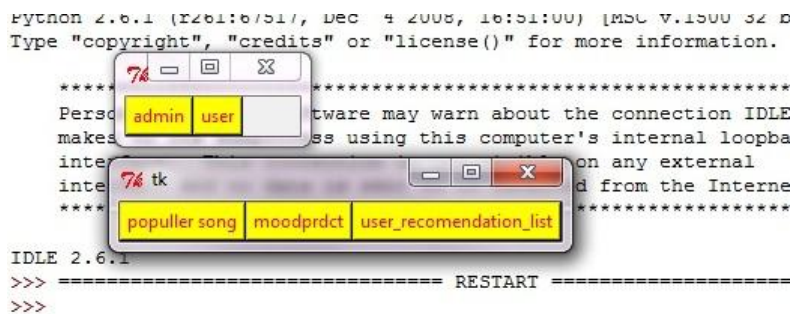 Python 2.6.1 (r261:67517, Dec 4 2008, 16:51:00) [MSC v.1500 32 b
Type "copyright", "credits" or "license()" for more information.
****************************************************************
Perso tware may warn about the connection IDLE
makes ss using this computer's internal loopba
inte on any external
inte d from the Interne
****************************************************************
admin user
tk
populler song moodprdct user_recomendation_list
IDLE 2.6.1
>>> ================================ RESTART ======================
>>>